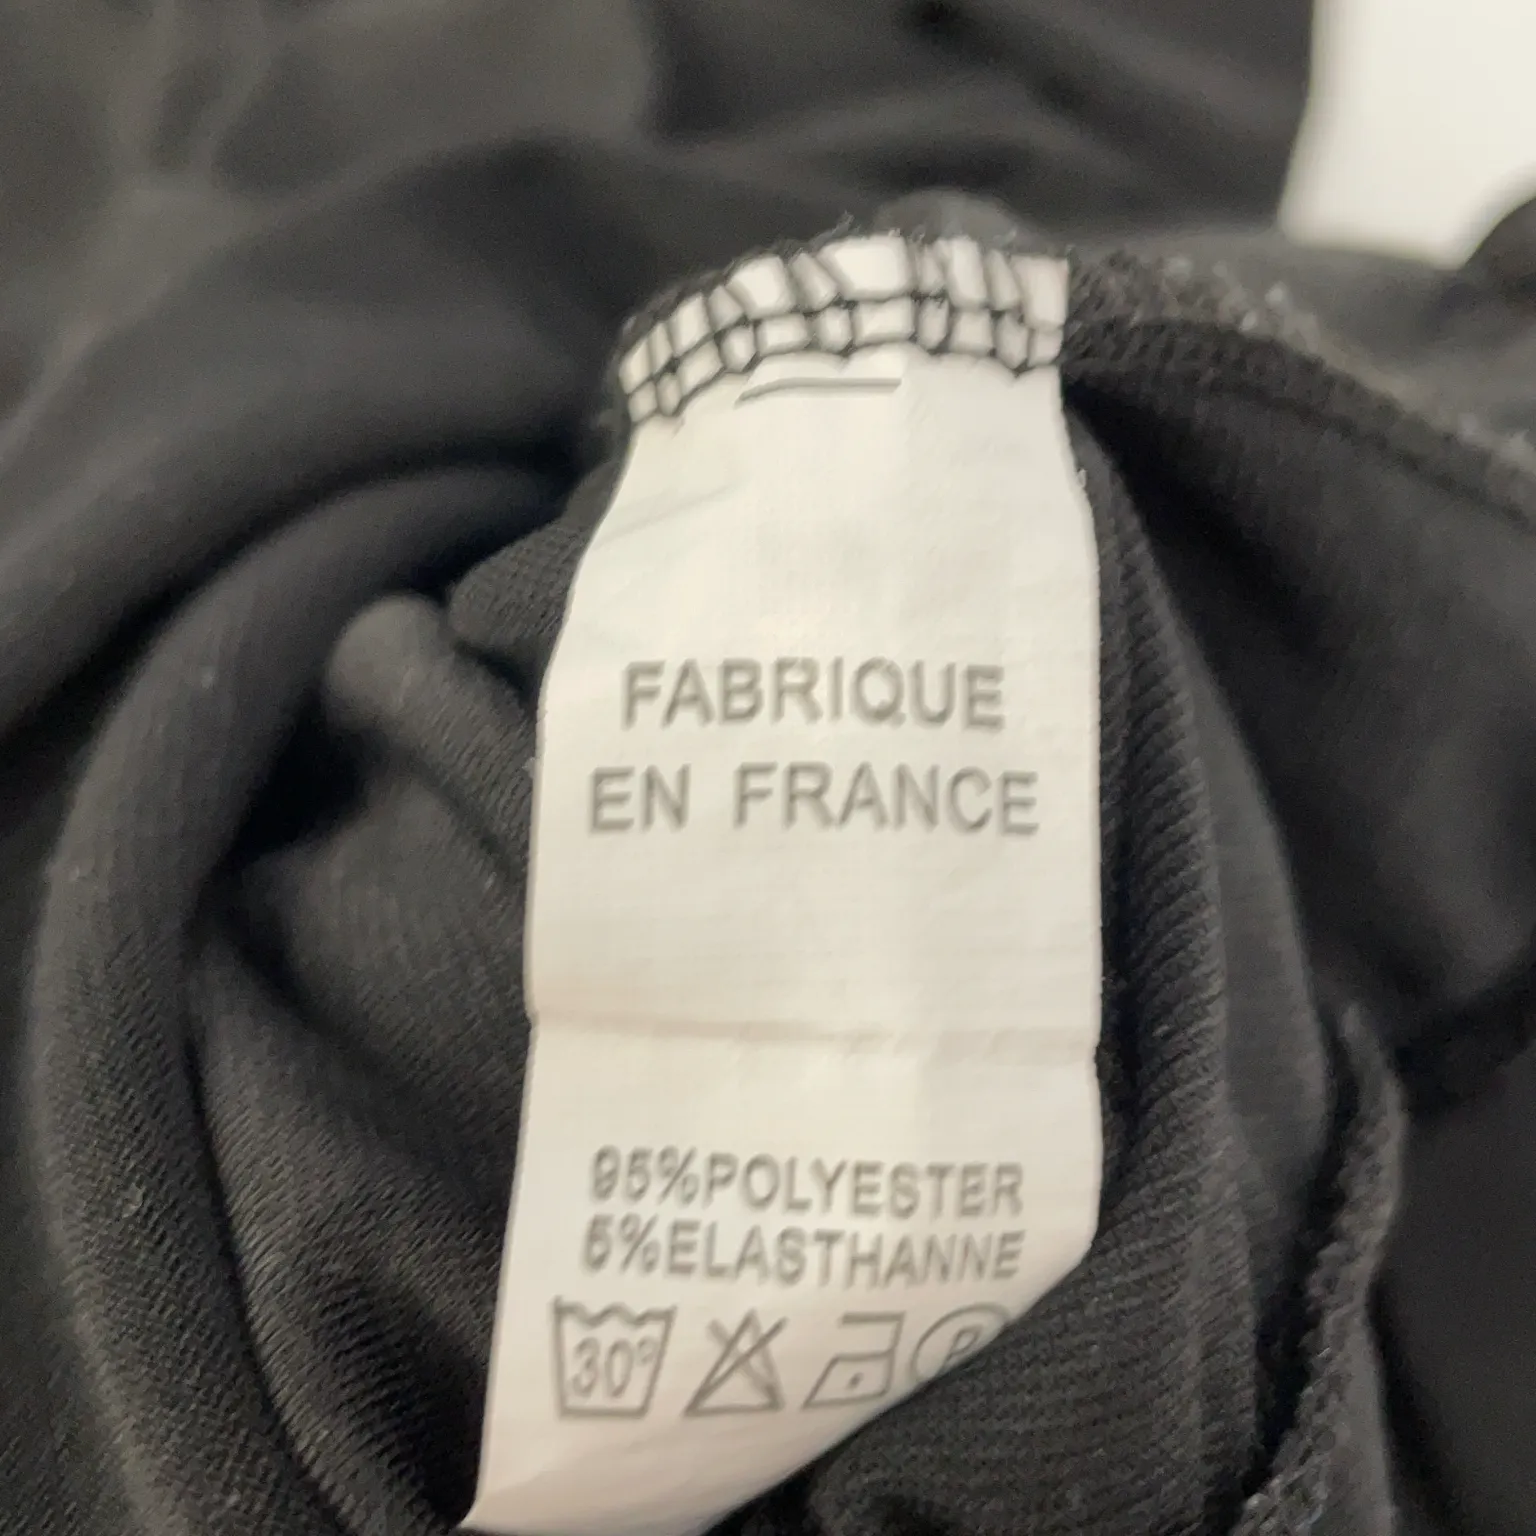 FABRIQUE
EN FRANCE
95%POLYESTER
5%ELASTHANNE
30°
P